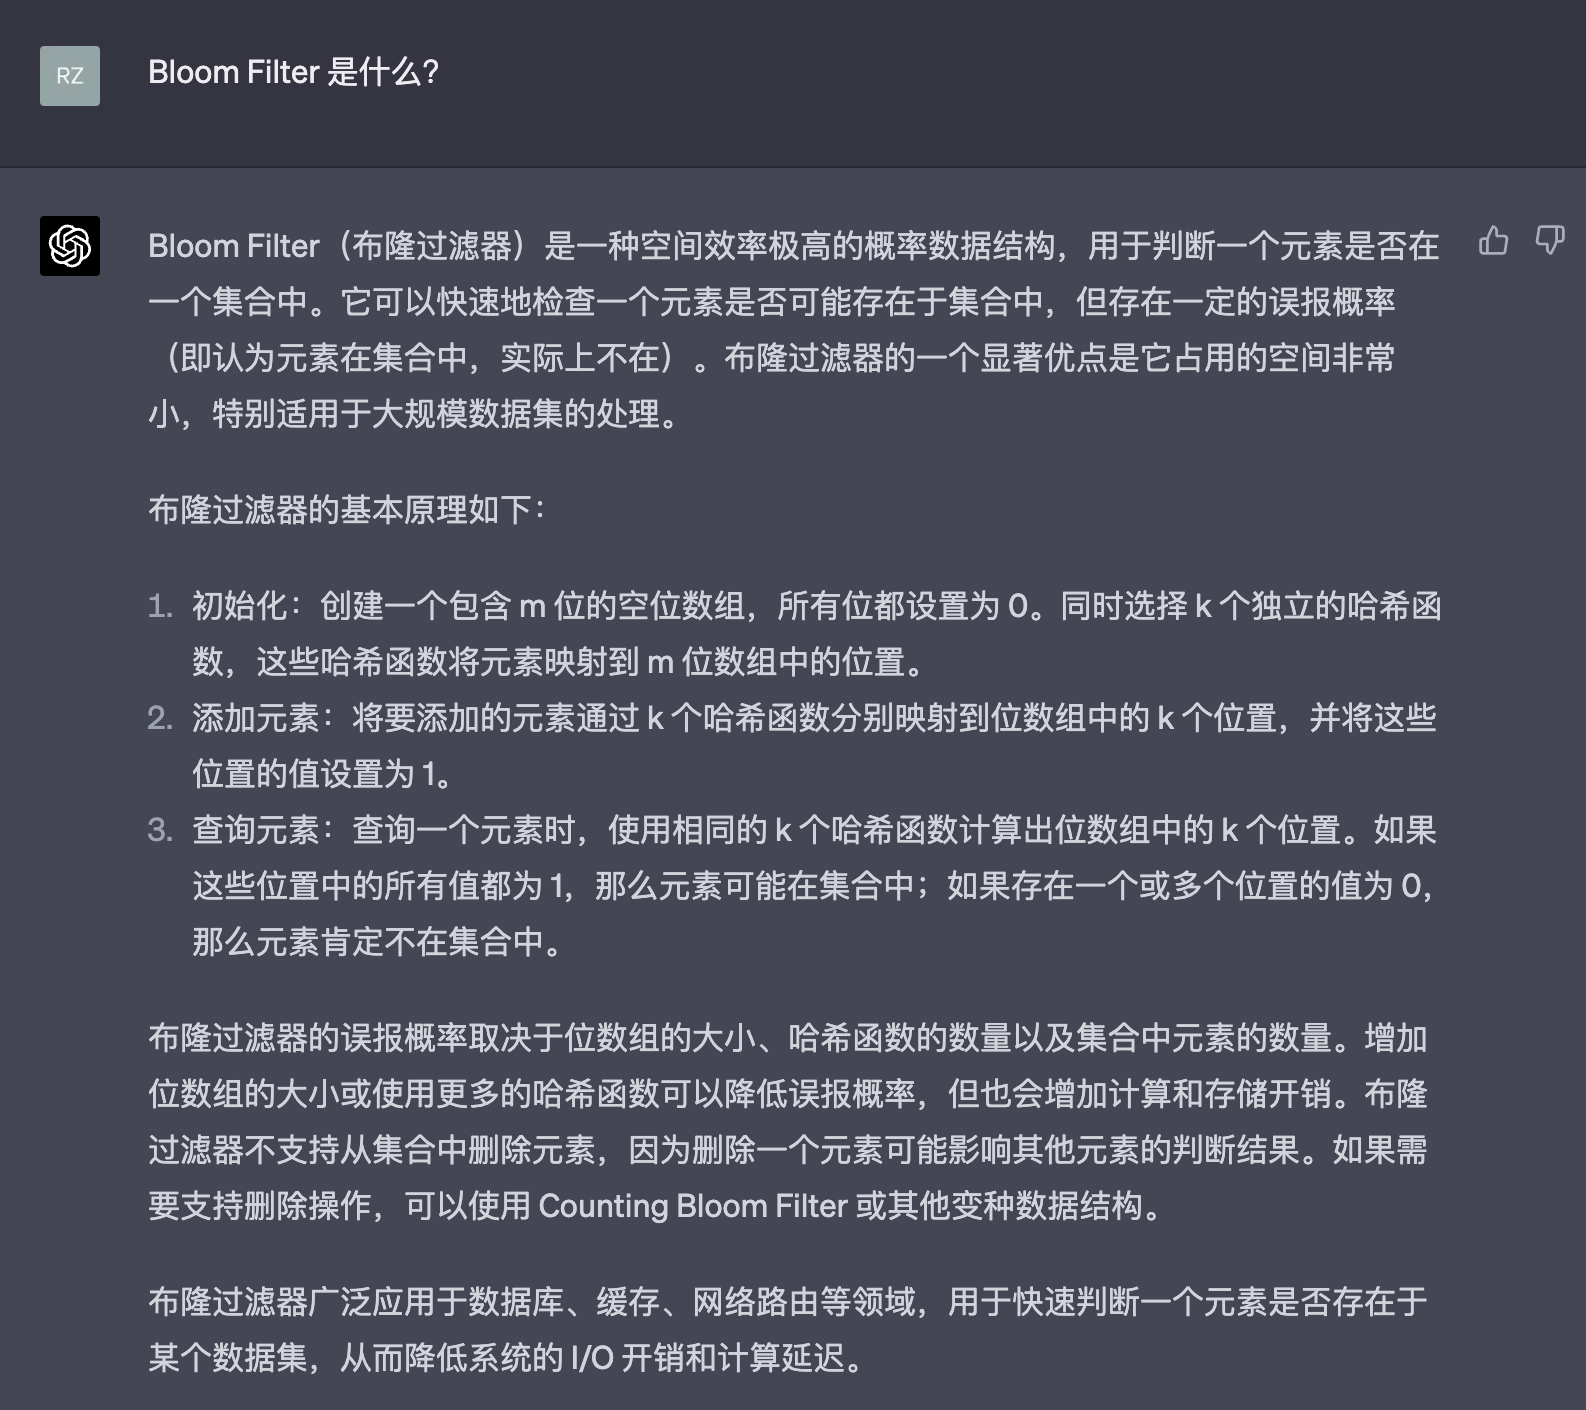 RZ
Bloom Filter 是什么?
Bloom Filter（布隆过滤器）是一种空间效率极高的概率数据结构，用于判断一个元素是否在
一个集合中。它可以快速地检查一个元素是否可能存在于集合中，但存在一定的误报概率
（即认为元素在集合中，实际上不在）。布隆过滤器的一个显著优点是它占用的空间非常
小，特别适用于大规模数据集的处理。
布隆过滤器的基本原理如下：
1. 初始化：创建一个包含 m 位的空位数组，所有位都设置为 0。同时选择 k 个独立的哈希函
数，这些哈希函数将元素映射到 m 位数组中的位置。
2. 添加元素：将要添加的元素通过 k 个哈希函数分别映射到位数组中的 k 个位置，并将这些
位置的值设置为 1。
3. 查询元素：查询一个元素时，使用相同的 k 个哈希函数计算出位数组中的 k 个位置。如果
这些位置中的所有值都为 1，那么元素可能在集合中；如果存在一个或多个位置的值为 0，
那么元素肯定不在集合中。
布隆过滤器的误报概率取决于位数组的大小、哈希函数的数量以及集合中元素的数量。增加
位数组的大小或使用更多的哈希函数可以降低误报概率，但也会增加计算和存储开销。布隆
过滤器不支持从集合中删除元素，因为删除一个元素可能影响其他元素的判断结果。如果需
要支持删除操作，可以使用 Counting Bloom Filter 或其他变种数据结构。
布隆过滤器广泛应用于数据库、缓存、网络路由等领域，用于快速判断一个元素是否存在于
某个数据集，从而降低系统的 I/O 开销和计算延迟。